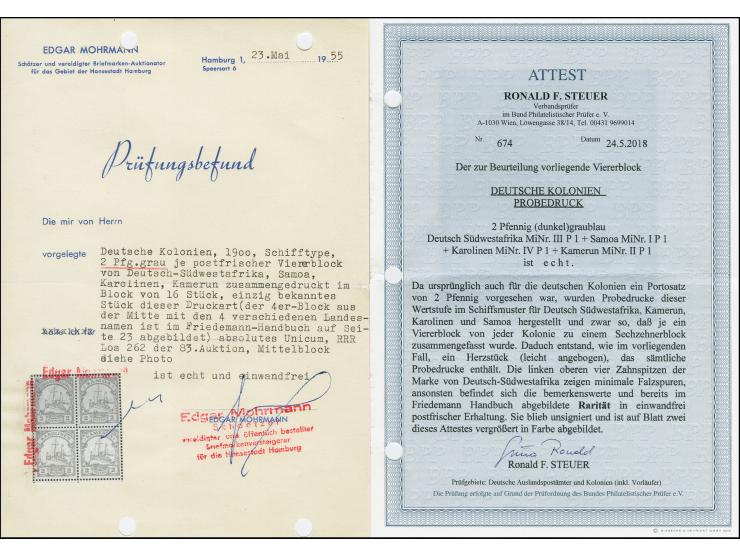 EDGAR MOHRMANN
Schätzer und vereidigter Briefmarken-Auktionator
für das Gebiet der Hansestadt Hamburg
Hamburg 1, 23.Mai 1955
Speersort 6
Prüfungsbefund
Die mir von Herrn
vorgelegte Deutsche Kolonien, 1900, Schifftype,
2 Pfg.grau je postfrischer Viererblock
von Deutsch-Südwestafrika, Samoa,
Karolinen, Kamerun zusammengedruckt im
Block von 16 Stück, einzig bekanntes
Stück dieser Druckart(der 4er-Block aus
der Mitte mit den 4 verschiedenen Landes-
namen ist im Friedemann-Handbuch auf Sei-
te 23 abgebildet) absolutes Unicum, RRR
Los 262 der 83.Auktion, Mittelblock
siehe Photo
ist echt und einwandfrei
Edgar Mohrmann
Edgar Mohrmann
Edgar Mohrmann
EDGAR MOHRMANN
Schaetzer
vereidigter und öffentlich bestellter
Briefmarkenversteigerer
für die Hansestadt Hamburg
ATTEST
RONALD F. STEUER
Verbandsprüfer
im Bund Philatelistischer Prüfer e. V.
A-1030 Wien, Löwengasse 38/14, Tel. 00431 9699014
Nr. 674 Datum 24.5.2018
Der zur Beurteilung vorliegende Viererblock
DEUTSCHE KOLONIEN
PROBEDRUCK
2 Pfennig (dunkel)graublau
Deutsch Südwestafrika MiNr. III P 1 + Samoa MiNr. I P 1
+ Karolinen MiNr. IV P 1 + Kamerun MiNr. II P 1
ist echt.
Da ursprünglich auch für die deutschen Kolonien ein Portosatz
von 2 Pfennig vorgesehen war, wurden Probedrucke dieser
Wertstufe im Schiffsmuster für Deutsch Südwestafrika, Kamerun,
Karolinen und Samoa hergestellt und zwar so, daß je ein
Viererblock von jeder Kolonie zu einem Sechzehnerblock
zusammengefasst wurde. Daduch entstand, wie im vorliegenden
Fall, ein Herzstück (leicht angebogen), das sämtliche
Probedrucke enthält. Die linken oberen vier Zahnspitzen der
Marke von Deutsch-Südwestafrika zeigen minimale Falzspuren,
ansonsten befindet sich die bemerkenswerte und bereits im
Friedemann Handbuch abgebildete Rarität in einwandfrei
postfrischer Erhaltung. Sie blieb unsigniert und ist auf Blatt zwei
dieses Attestes vergrößert in Farbe abgebildet.
Ronald F. STEUER
Prüfgebiete: Deutsche Auslandspostämter und Kolonien (inkl. Vorläufer)
Die Prüfung erfolgte auf Grund der Prüfordnung des Bundes Philatelistischer Prüfer e.V.